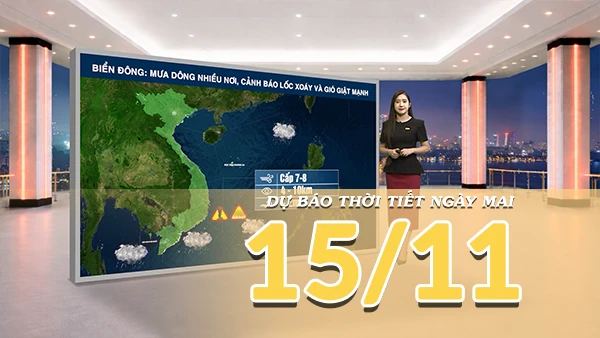 BIỂN ĐÔNG: MƯA DÔNG NHIỀU NƠI, CẢNH BÁO LỐC XOÁY VÀ GIÓ GIẬT MẠNH
Cấp 7-8
4 - 10km
DỰ BÁO THỜI TIẾT NGÀY MAI
15/11